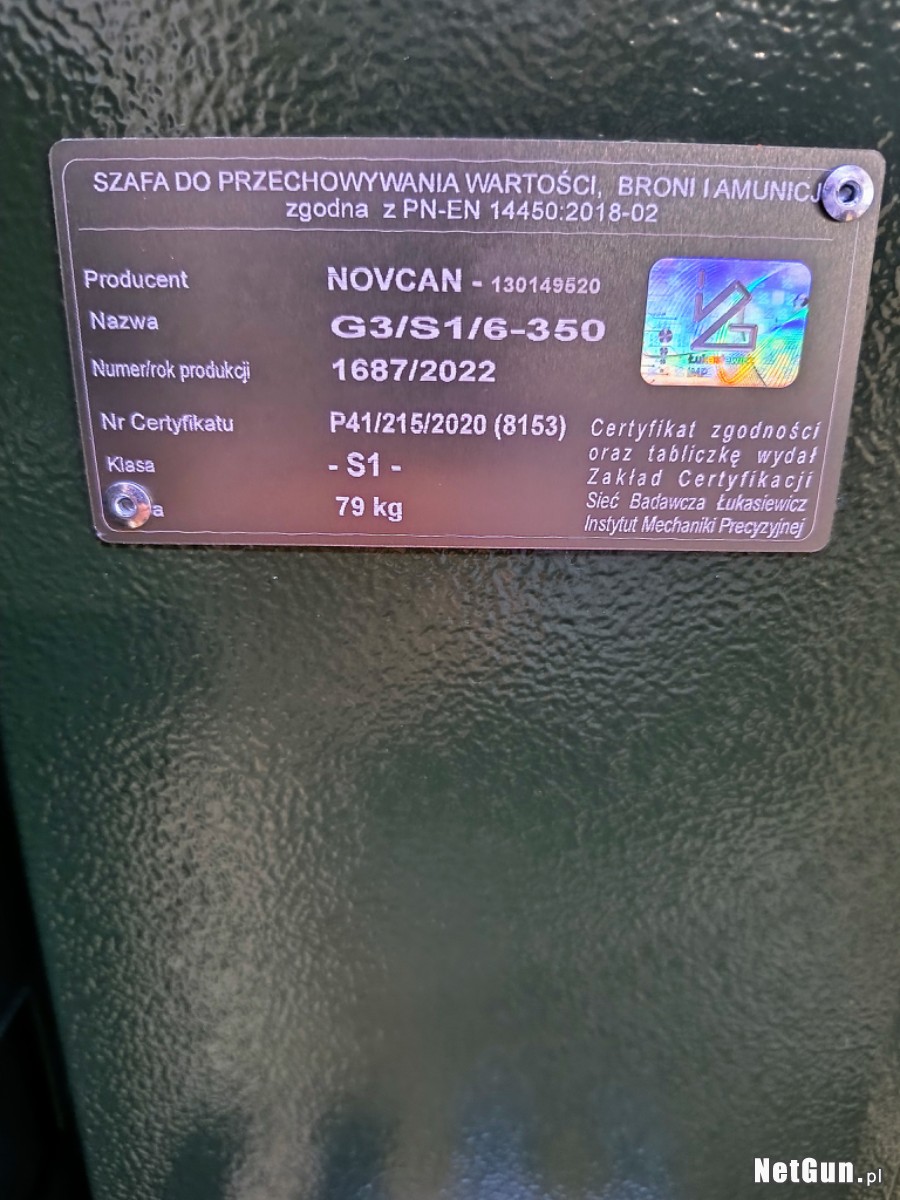 SZAFA DO PRZECHOWYWANIA WARTOŚCI, BRONI I AMUNICJ
zgodna z PN-EN 14450:2018-02
Producent NOVCAN - 130149520
Nazwa G3/S1/6-350
Numer/rok produkcji 1687/2022
Nr Certyfikatu P41/215/2020 (8153)
Klasa - S1 -
a 79 kg
Certyfikat zgodności
oraz tabliczkę wydał
Zakład Certyfikacji
Sieć Badawcza Łukasiewicz
Instytut Mechaniki Precyzyjnej
NetGun.pl